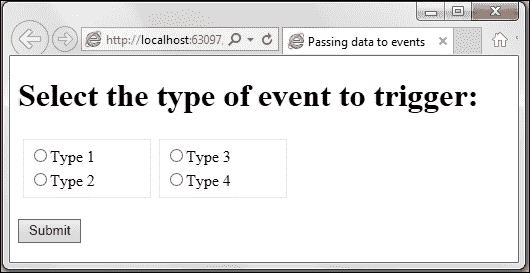 http://localhost:63097
Passing data to events
Select the type of event to trigger:
Type 1
Type 2
Type 3
Type 4
Submit